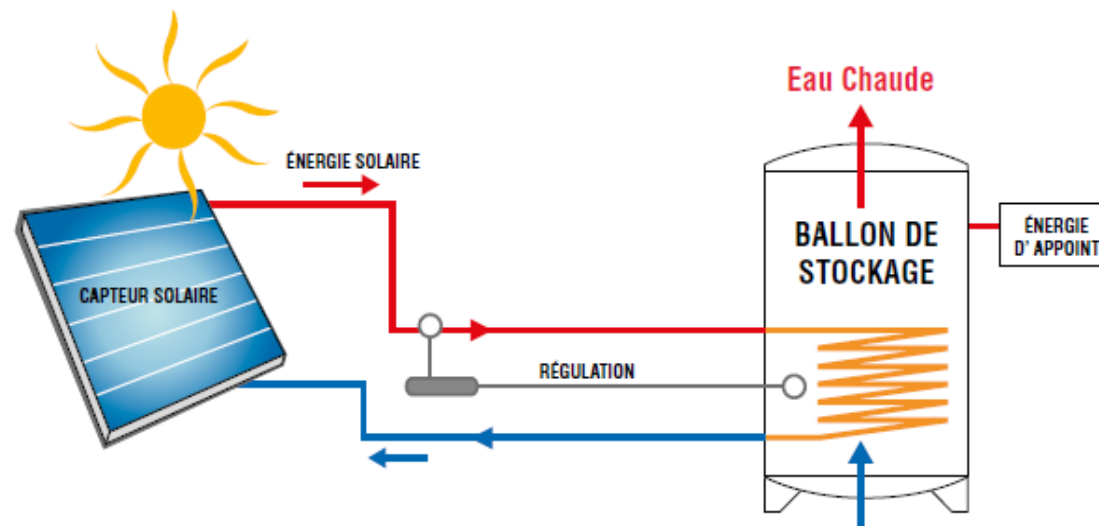 Eau Chaude
ÉNERGIE SOLAIRE
BALLON DE
STOCKAGE
ÉNERGIE
D' APPOINT
CAPTEUR SOLAIRE
RÉGULATION